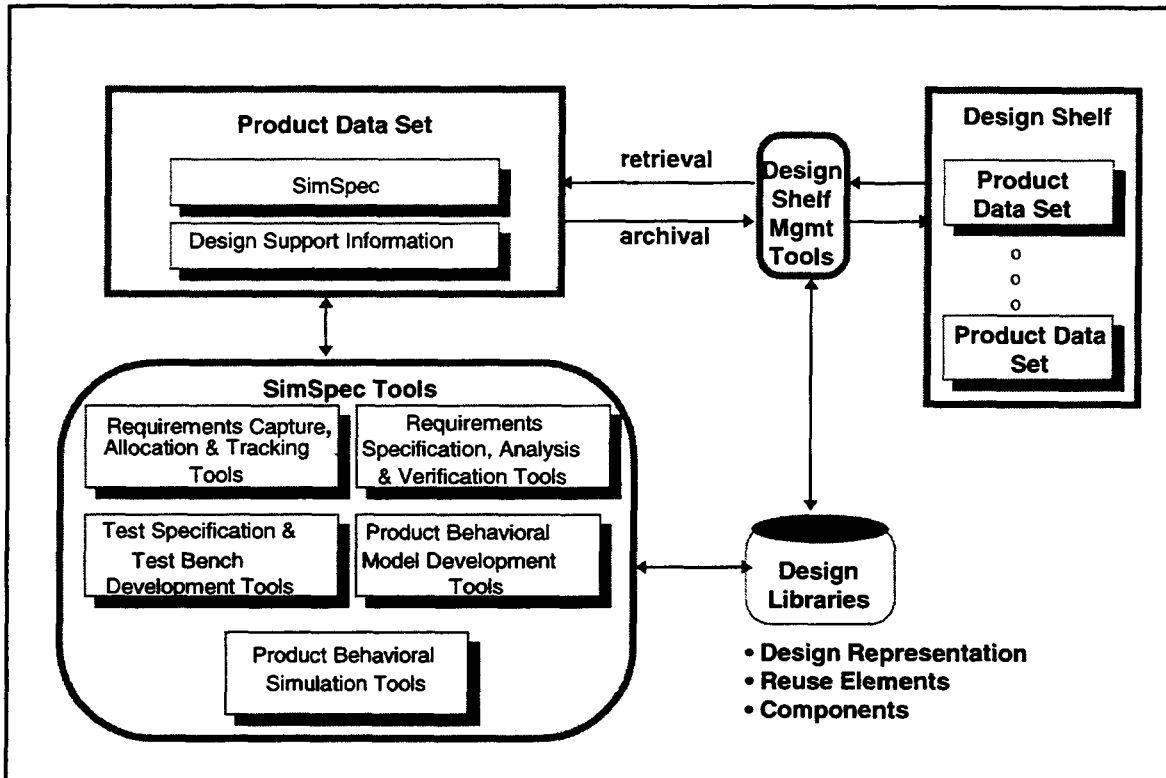 Product Data Set
SimSpec
Design Support Information
retrieval
archival
Design
Shelf
Mgmt
Tools
Design Shelf
Product
Data Set
o
o
o
Product Data
Set
SimSpec Tools
Requirements Capture,
Allocation & Tracking
Tools
Requirements
Specification, Analysis
& Verification Tools
Test Specification &
Test Bench
Development Tools
Product Behavioral
Model Development
Tools
Product Behavioral
Simulation Tools
Design
Libraries
• Design Representation
• Reuse Elements
• Components